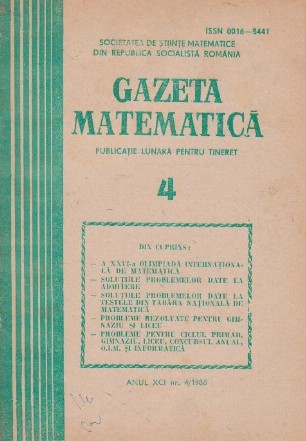 ISSN 0016—5441
SOCIETATEA DE ȘTIINȚE MATEMATICE
DIN REPUBLICA SOCIALISTĂ ROMÂNIA
GAZETA
MATEMATICĂ
PUBLICAȚIE LUNARĂ PENTRU TINERET
4
DIN CUPRINS:
— A XXVI-a OLIMPIADĂ INTERNAȚIONA-
LĂ DE MATEMATICĂ
— SOLUȚIILE PROBLEMELOR DATE LA
ADMITERE
— SOLUȚIILE PROBLEMELOR DATE LA
TESTELE DIN TABĂRA NAȚIONALĂ DE
MATEMATICĂ
— PROBLEME REZOLVATE PENTRU GIM-
NAZIU ȘI LICEU
— PROBLEME PENTRU CICLUL PRIMAR,
GIMNAZIU, LICEU, CONCURSUL ANUAL,
O.I.M. ȘI INFORMATICĂ
ANUL XCI nr. 4/1986